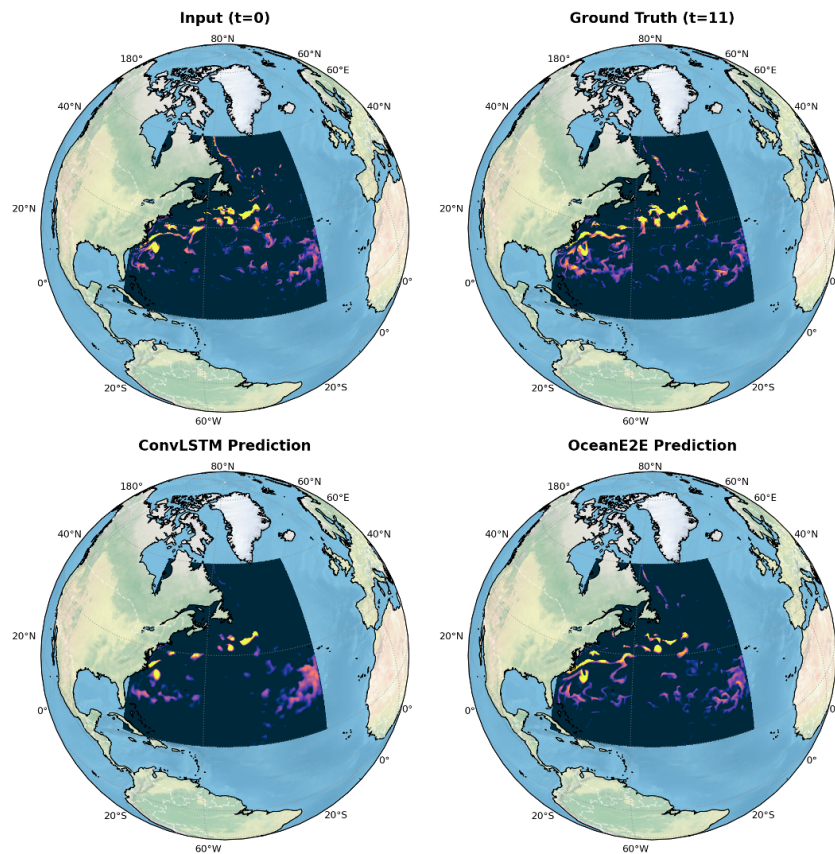 Input (t=0)
Ground Truth (t=11)
80°N
180°
60°N
60°E
40°N
40°N
20°N
0°
0°
0°
20°S
20°S
60°W
80°N
180°
60°N
60°E
40°N
40°N
20°N
0°
0°
0°
20°S
20°S
60°W
ConvLSTM Prediction
OceanE2E Prediction
80°N
180°
60°N
60°E
40°N
40°N
20°N
0°
0°
0°
20°S
20°S
60°W
80°N
180°
60°N
60°E
40°N
40°N
20°N
0°
0°
0°
20°S
20°S
60°W